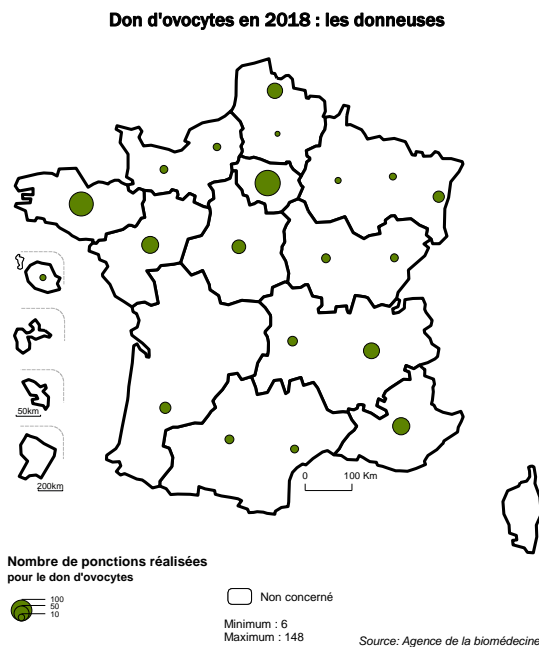 Don d'ovocytes en 2018 : les donneuses
50km
200km
0 100 Km
Nombre de ponctions réalisées
pour le don d'ovocytes
100
50
10
Non concerné
Minimum : 6
Maximum : 148
Source: Agence de la biomédecine